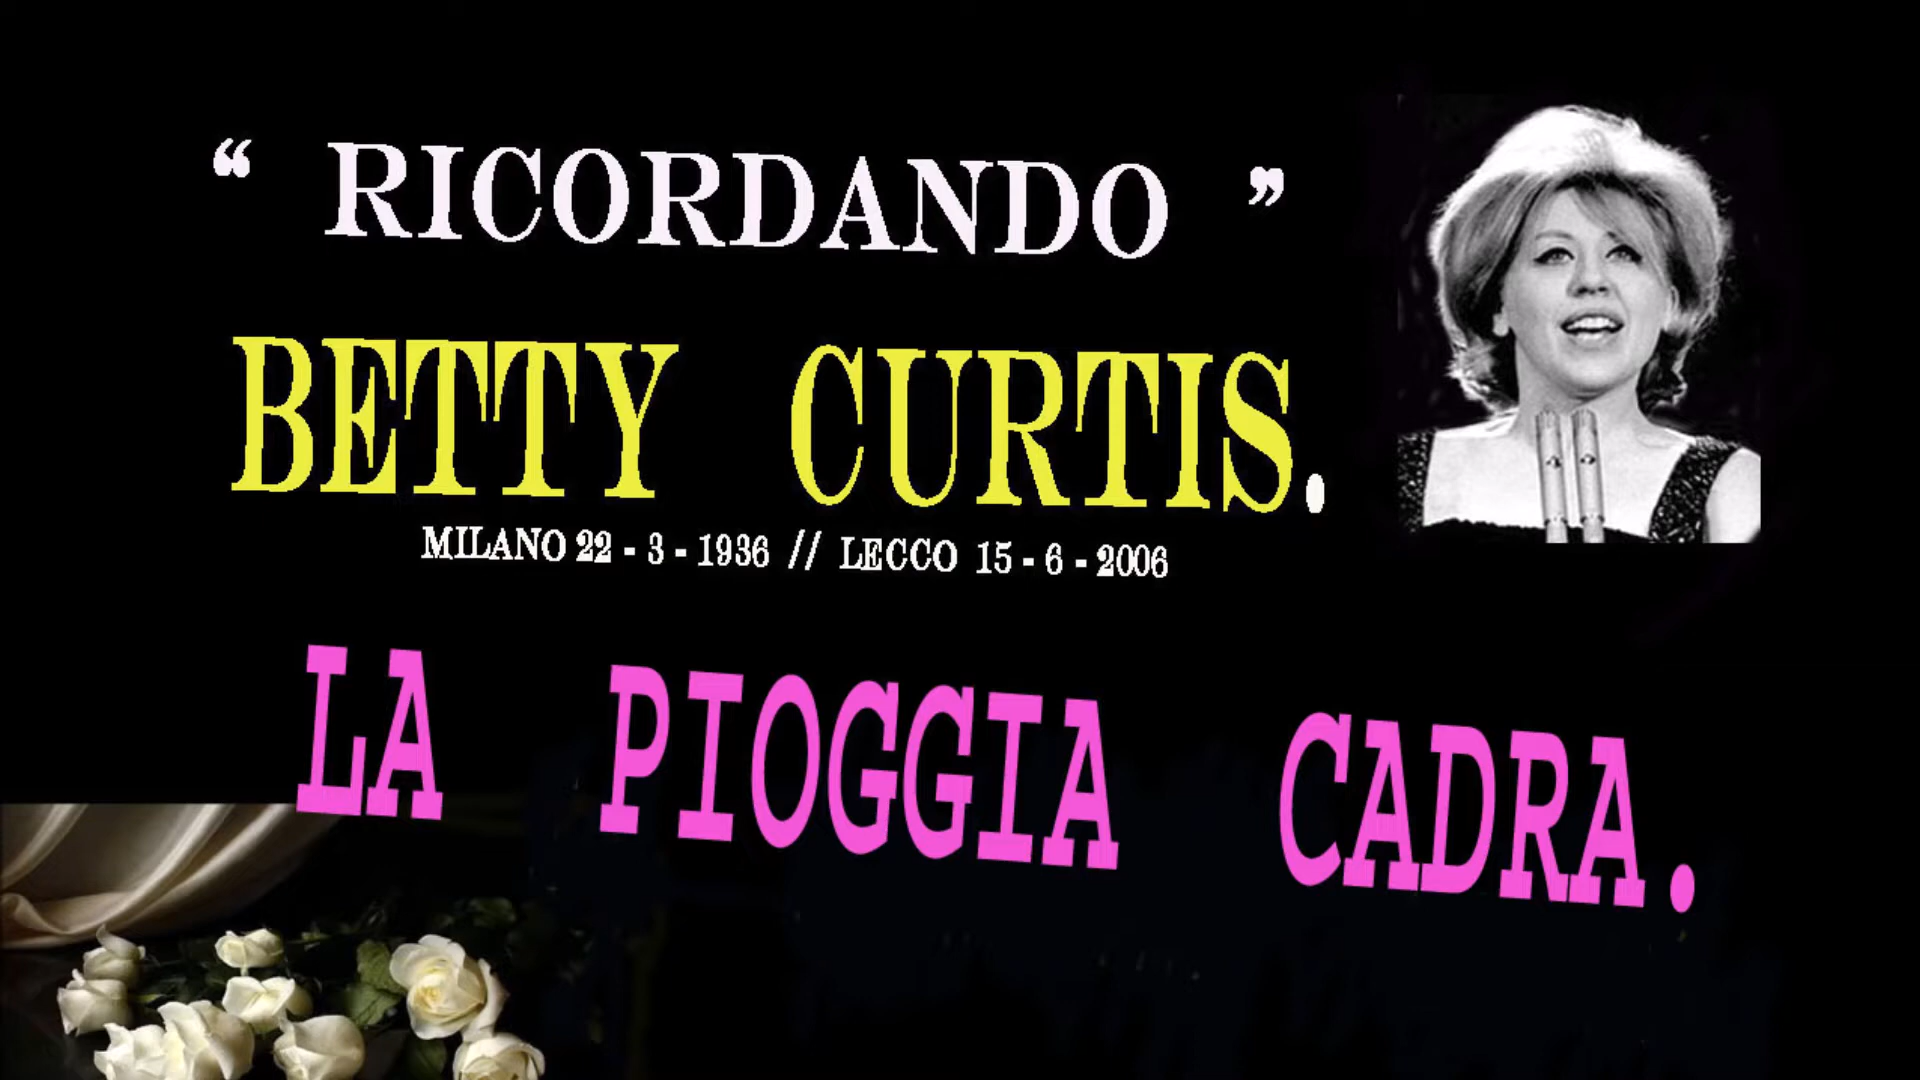 “ RICORDANDO ”
BETTY CURTIS.
MILANO 22 - 3 - 1936 // LECCO 15 - 6 - 2006
LA PIOGGIA CADRA.